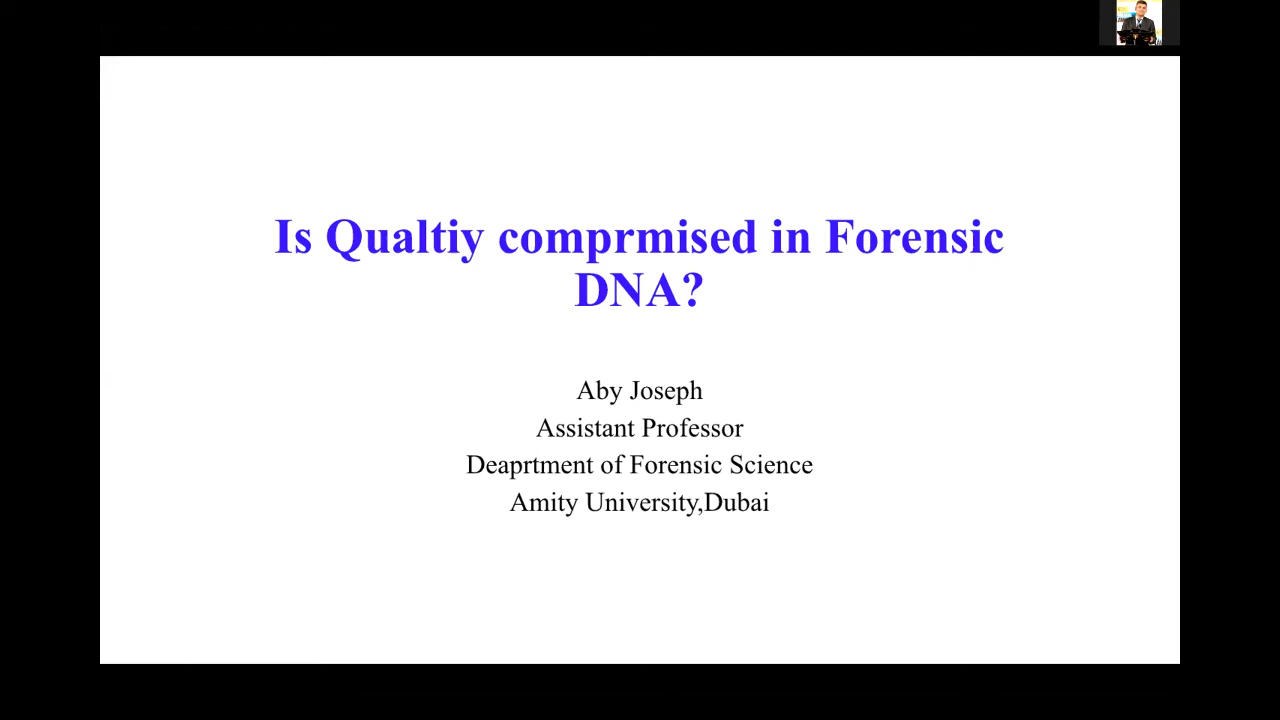 Is Qualtiy comprmised in Forensic
DNA?
Aby Joseph
Assistant Professor
Deaprtment of Forensic Science
Amity University,Dubai